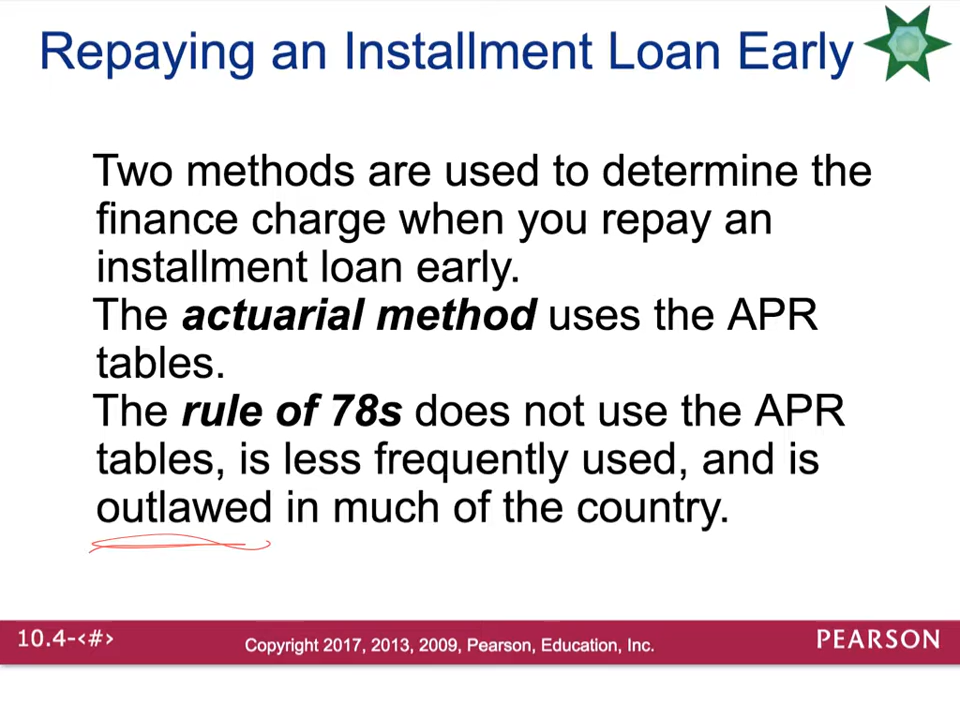 Repaying an Installment Loan Early
Two methods are used to determine the
finance charge when you repay an
installment loan early.
The actuarial method uses the APR
tables.
The rule of 78s does not use the APR
tables, is less frequently used, and is
outlawed in much of the country.
10.4-<#>
Copyright 2017, 2013, 2009, Pearson, Education, Inc.
PEARSON